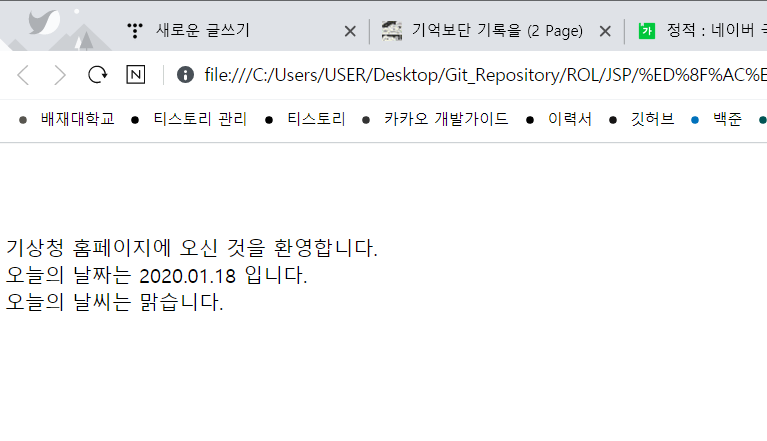 새로운 글쓰기
기억보단 기록을 (2 Page)
정적 : 네이버
file:///C:/Users/USER/Desktop/Git_Repository/ROL/JSP/%ED%8F%AC%E
배재대학교 티스토리 관리 티스토리 카카오 개발가이드 이력서 깃허브 백준
기상청 홈페이지에 오신 것을 환영합니다.
오늘의 날짜는 2020.01.18 입니다.
오늘의 날씨는 맑습니다.